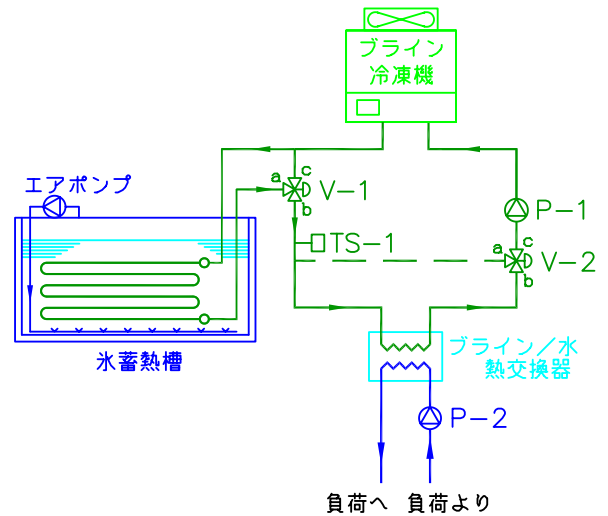 ブライン
冷凍機
エアポンプ
a
c
V-1
b
P-1
TS-1
a
c
V-2
b
氷蓄熱槽
ブライン/水
熱交換器
P-2
負荷へ 負荷より